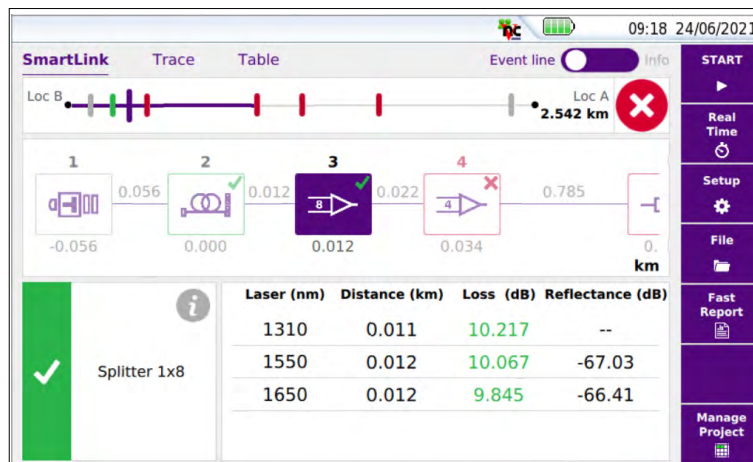 09:18 24/06/2021
SmartLink Trace Table Event line Info
Loc B
Loc A
2.542 km
1 2 3 4
0.056 0.012 0.022 0.785
8 4
-0.056 0.000 0.012 0.034 0.
km
Splitter 1x8
Laser (nm) Distance (km) Loss (dB) Reflectance (dB)
1310 0.011 10.217 --
1550 0.012 10.067 -67.03
1650 0.012 9.845 -66.41
START
Real
Time
Setup
File
Fast
Report
Manage
Project